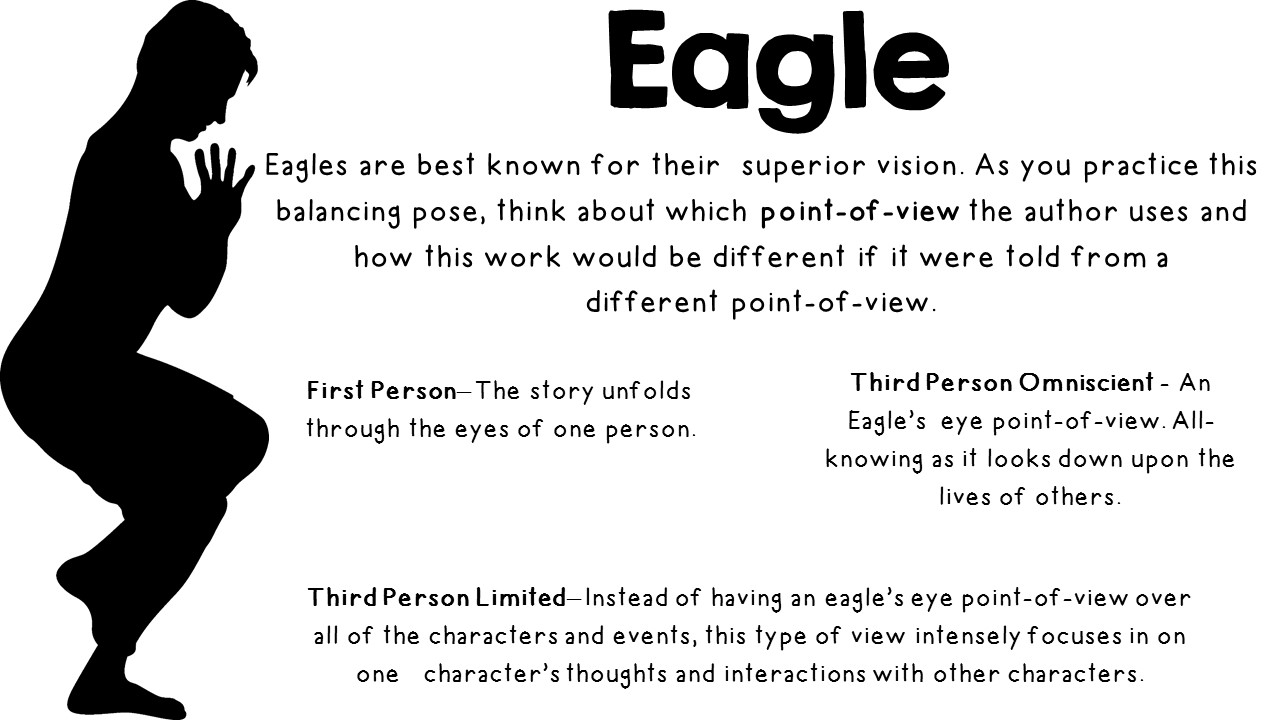 Eagle
Eagles are best known for their superior vision. As you practice this
balancing pose, think about which point-of-view the author uses and
how this work would be different if it were told from a
different point-of-view.
First Person–The story unfolds
through the eyes of one person.
Third Person Omniscient - An
Eagle’s eye point-of-view. All-
knowing as it looks down upon the
lives of others.
Third Person Limited–Instead of having an eagle’s eye point-of-view over
all of the characters and events, this type of view intensely focuses in on
one character’s thoughts and interactions with other characters.